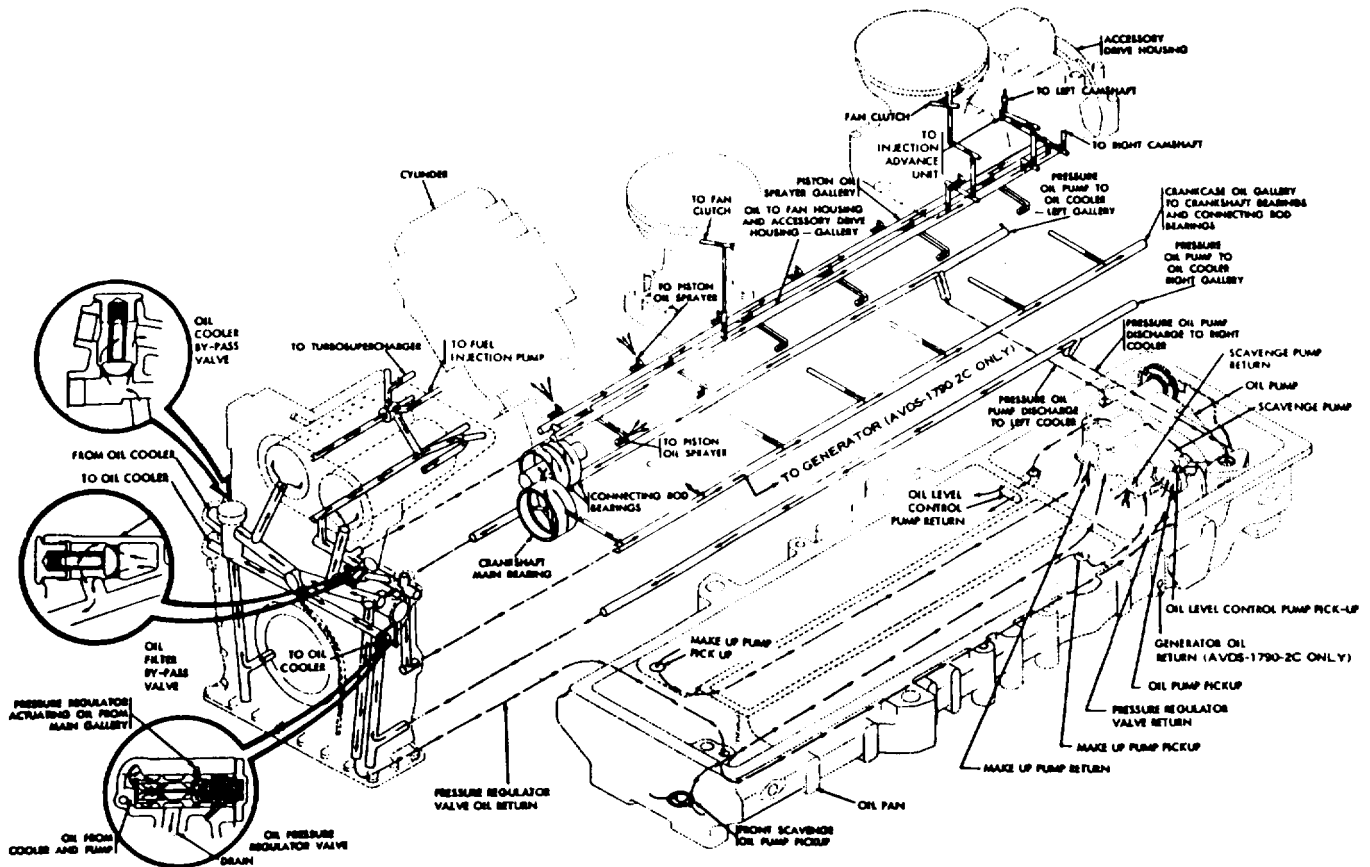 ACCESSORY
DRIVE HOUSING
TO LEFT CAMSHAFT
FAN CLUTCH
TO
INJECTION
ADVANCE
UNIT
TO RIGHT CAMSHAFT
CYLINDER
PISTON OIL
SPRAYER GALLERY
PRESSURE
OIL PUMP TO
OIL COOLER
LEFT GALLERY
TO FAN
CLUTCH
OIL TO FAN HOUSING
AND ACCESSORY DRIVE
HOUSING — GALLERY
CRANKCASE OIL GALLERY
TO CRANKSHAFT BEARINGS
AND CONNECTING ROD
BEARINGS
PRESSURE
OIL PUMP TO
OIL COOLER
RIGHT GALLERY
TO PISTON
OIL SPRAYER
OIL
COOLER
BY-PASS
VALVE
TO TURBOSUPERCHARGER
TO FUEL
INJECTION PUMP
PRESSURE OIL PUMP
DISCHARGE TO RIGHT
COOLER
SCAVENGE PUMP
RETURN
OIL PUMP
SCAVENGE PUMP
PRESSURE OIL
PUMP DISCHARGE
TO LEFT COOLER
TO GENERATOR (AVDS-1790-2C ONLY)
TO PISTON
OIL SPRAYER
FROM OIL COOLER
TO OIL COOLER
CONNECTING ROD
BEARINGS
OIL LEVEL
CONTROL
PUMP RETURN
CRANKSHAFT
MAIN BEARING
OIL LEVEL CONTROL PUMP PICK-UP
GENERATOR OIL
RETURN (AVDS-1790-2C ONLY)
OIL PUMP PICKUP
PRESSURE REGULATOR
VALVE RETURN
MAKE UP PUMP PICKUP
MAKE UP PUMP RETURN
OIL
FILTER
BY-PASS
VALVE
TO OIL
COOLER
MAKE UP PUMP
PICK UP
PRESSURE REGULATOR
ACTUATING OIL FROM
MAIN GALLERY
PRESSURE REGULATOR
VALVE OIL RETURN
OIL PAN
FRONT SCAVENGE
OIL PUMP PICKUP
OIL FROM
COOLER AND PUMP
DRAIN
OIL PRESSURE
REGULATOR VALVE